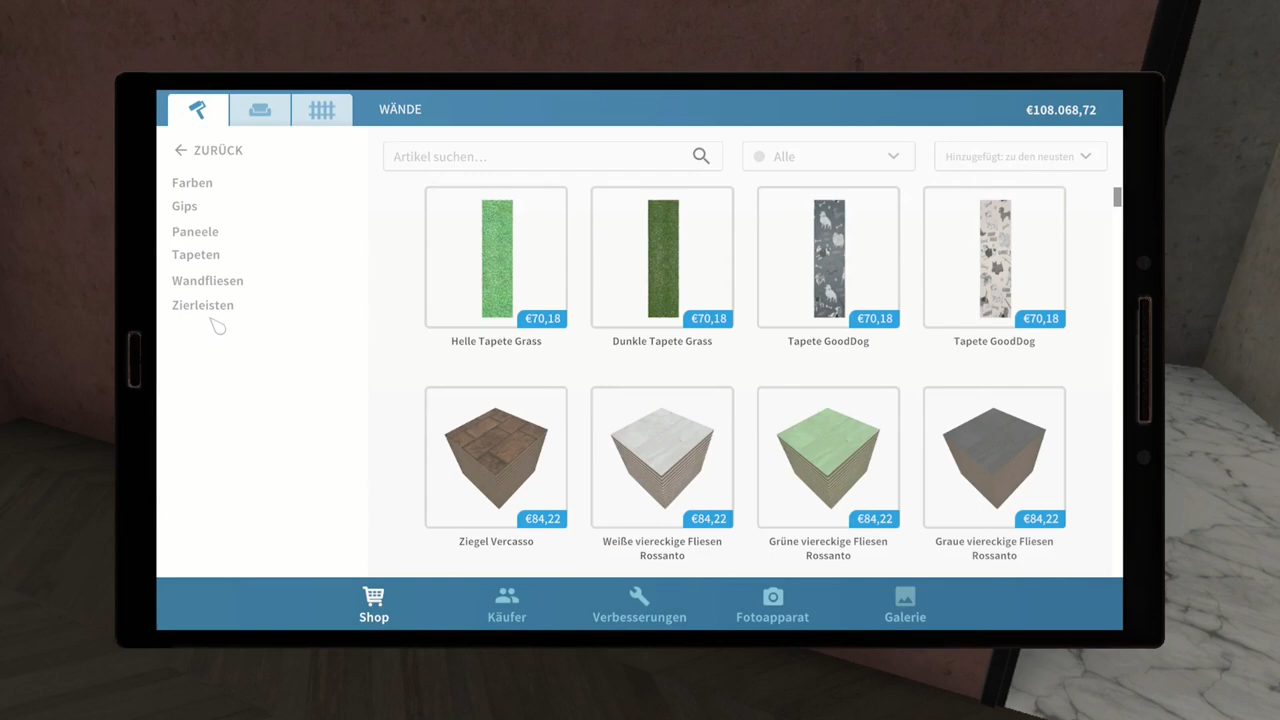 WÄNDE
€108.068,72
ZURÜCK
Farben
Gips
Paneele
Tapeten
Wandfliesen
Zierleisten
Artikel suchen...
Alle
Hinzugefügt: zu den neusten
€70,18
€70,18
€70,18
€70,18
Helle Tapete Grass
Dunkle Tapete Grass
Tapete GoodDog
Tapete GoodDog
€84,22
€84,22
€84,22
€84,22
Ziegel Vercasso
Weiße viereckige Fliesen
Rossanto
Grüne viereckige Fliesen
Rossanto
Graue viereckige Fliesen
Rossanto
Shop
Käufer
Verbesserungen
Fotoapparat
Galerie